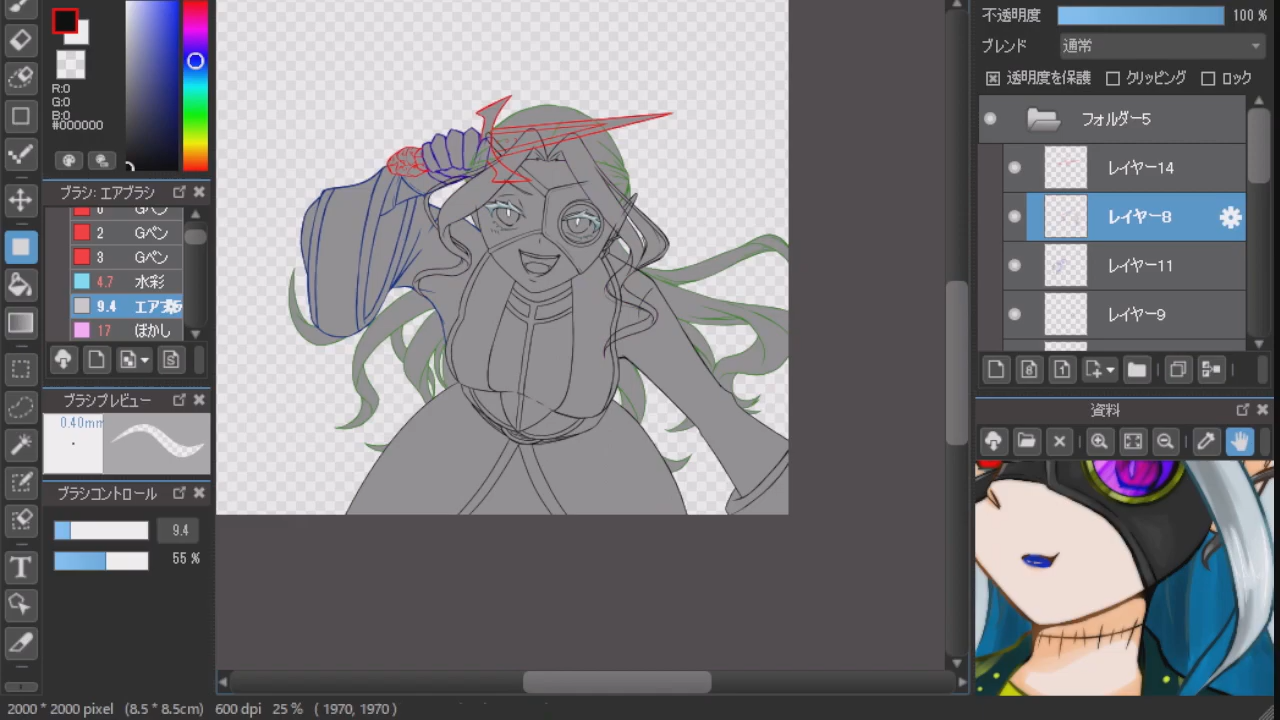 R:0
G:0
B:0
#000000
ブラシ: エアブラシ
Gペン
2 Gペン
3 Gペン
4.7 水彩
9.4
17 ぼかし
ブラシプレビュー
0.40mm
ブラシコントロール
9.4
55 %
不透明度 100 %
ブレンド 通常
透明度を保護 クリッピング ロック
フォルダー5
レイヤー14
レイヤー8
レイヤー11
レイヤー9
8 1
S
資料
T
2000 * 2000 pixel (8.5 * 8.5cm) 600 dpi 25 % ( 1970, 1970 )